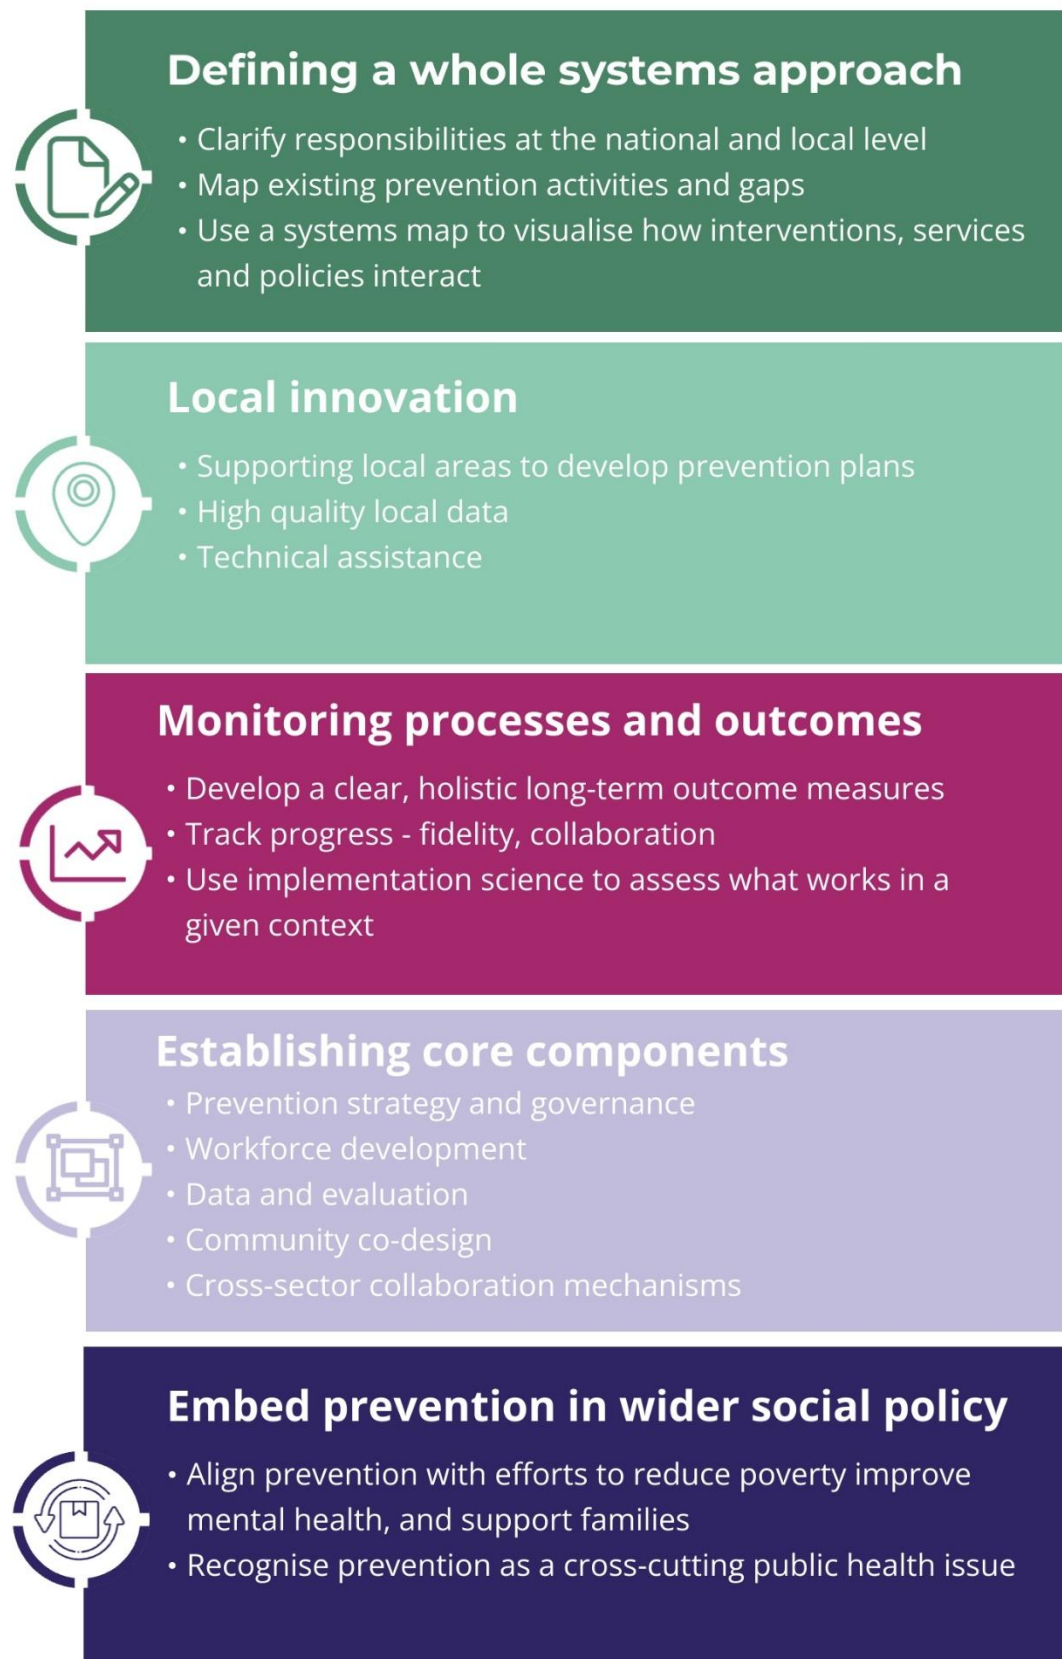 Defining a whole systems approach
• Clarify responsibilities at the national and local level
• Map existing prevention activities and gaps
• Use a systems map to visualise how interventions, services
and policies interact
Local innovation
• Supporting local areas to develop prevention plans
• High quality local data
• Technical assistance
Monitoring processes and outcomes
• Develop a clear, holistic long-term outcome measures
• Track progress - fidelity, collaboration
• Use implementation science to assess what works in a
given context
Establishing core components
• Prevention strategy and governance
• Workforce development
• Data and evaluation
• Community co-design
• Cross-sector collaboration mechanisms
Embed prevention in wider social policy
• Align prevention with efforts to reduce poverty improve
mental health, and support families
• Recognise prevention as a cross-cutting public health issue